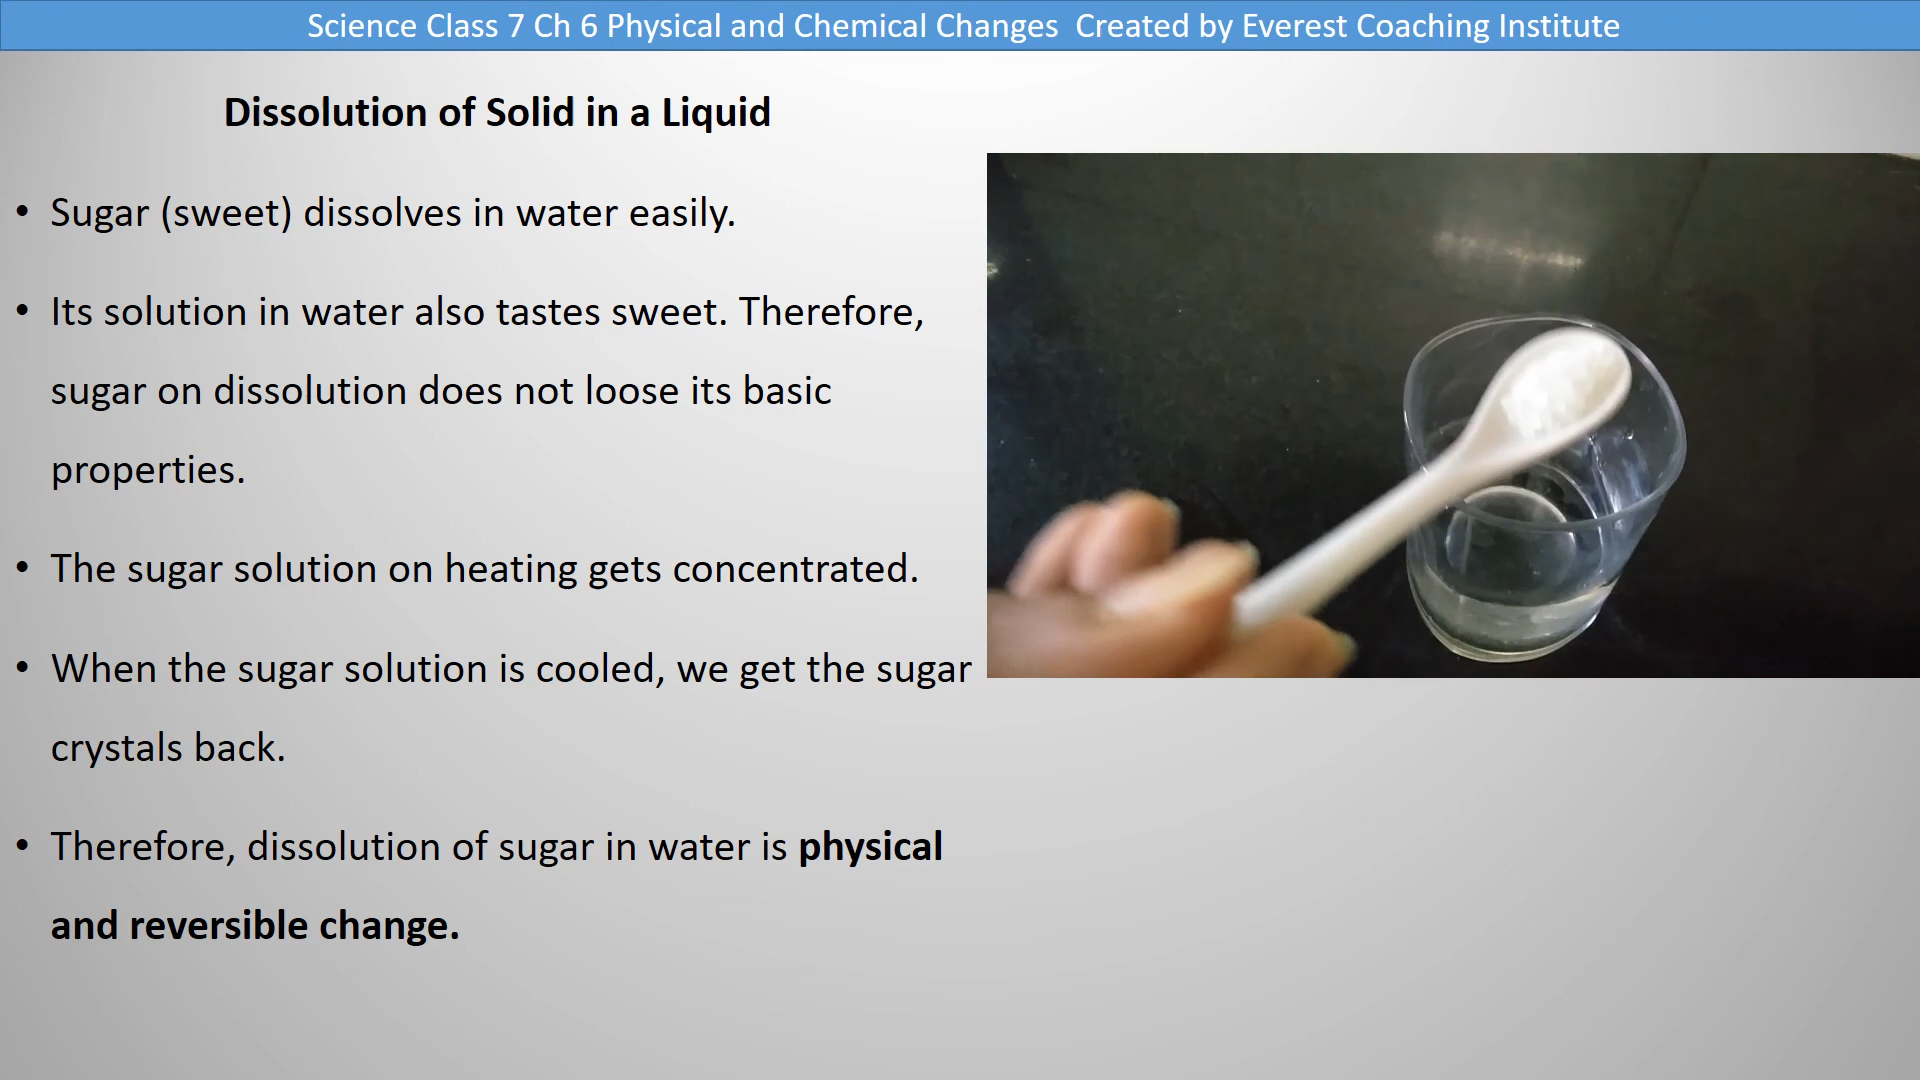 Science Class 7 Ch 6 Physical and Chemical Changes  Created by Everest Coaching Institute
Dissolution of Solid in a Liquid
• Sugar (sweet) dissolves in water easily.
• Its solution in water also tastes sweet. Therefore,
sugar on dissolution does not loose its basic
properties.
• The sugar solution on heating gets concentrated.
• When the sugar solution is cooled, we get the sugar
crystals back.
• Therefore, dissolution of sugar in water is physical
and reversible change.